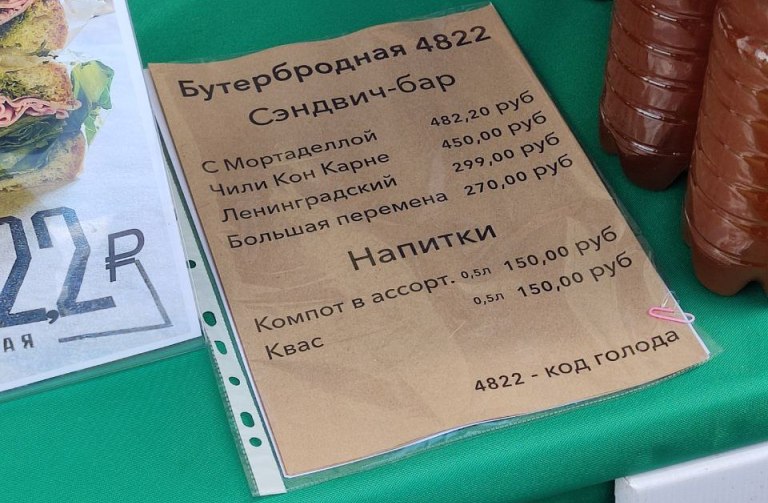 Бутербродная 4822
Сэндвич-бар
С Мортаделлой 482,20 руб
Чили Кон Карне 450,00 руб
Ленинградский 299,00 руб
Большая перемена 270,00 руб
Напитки
Компот в ассорт. 0,5л 150,00 руб
Квас 0,5л 150,00 руб
4822 - код голода
2,2 ₽